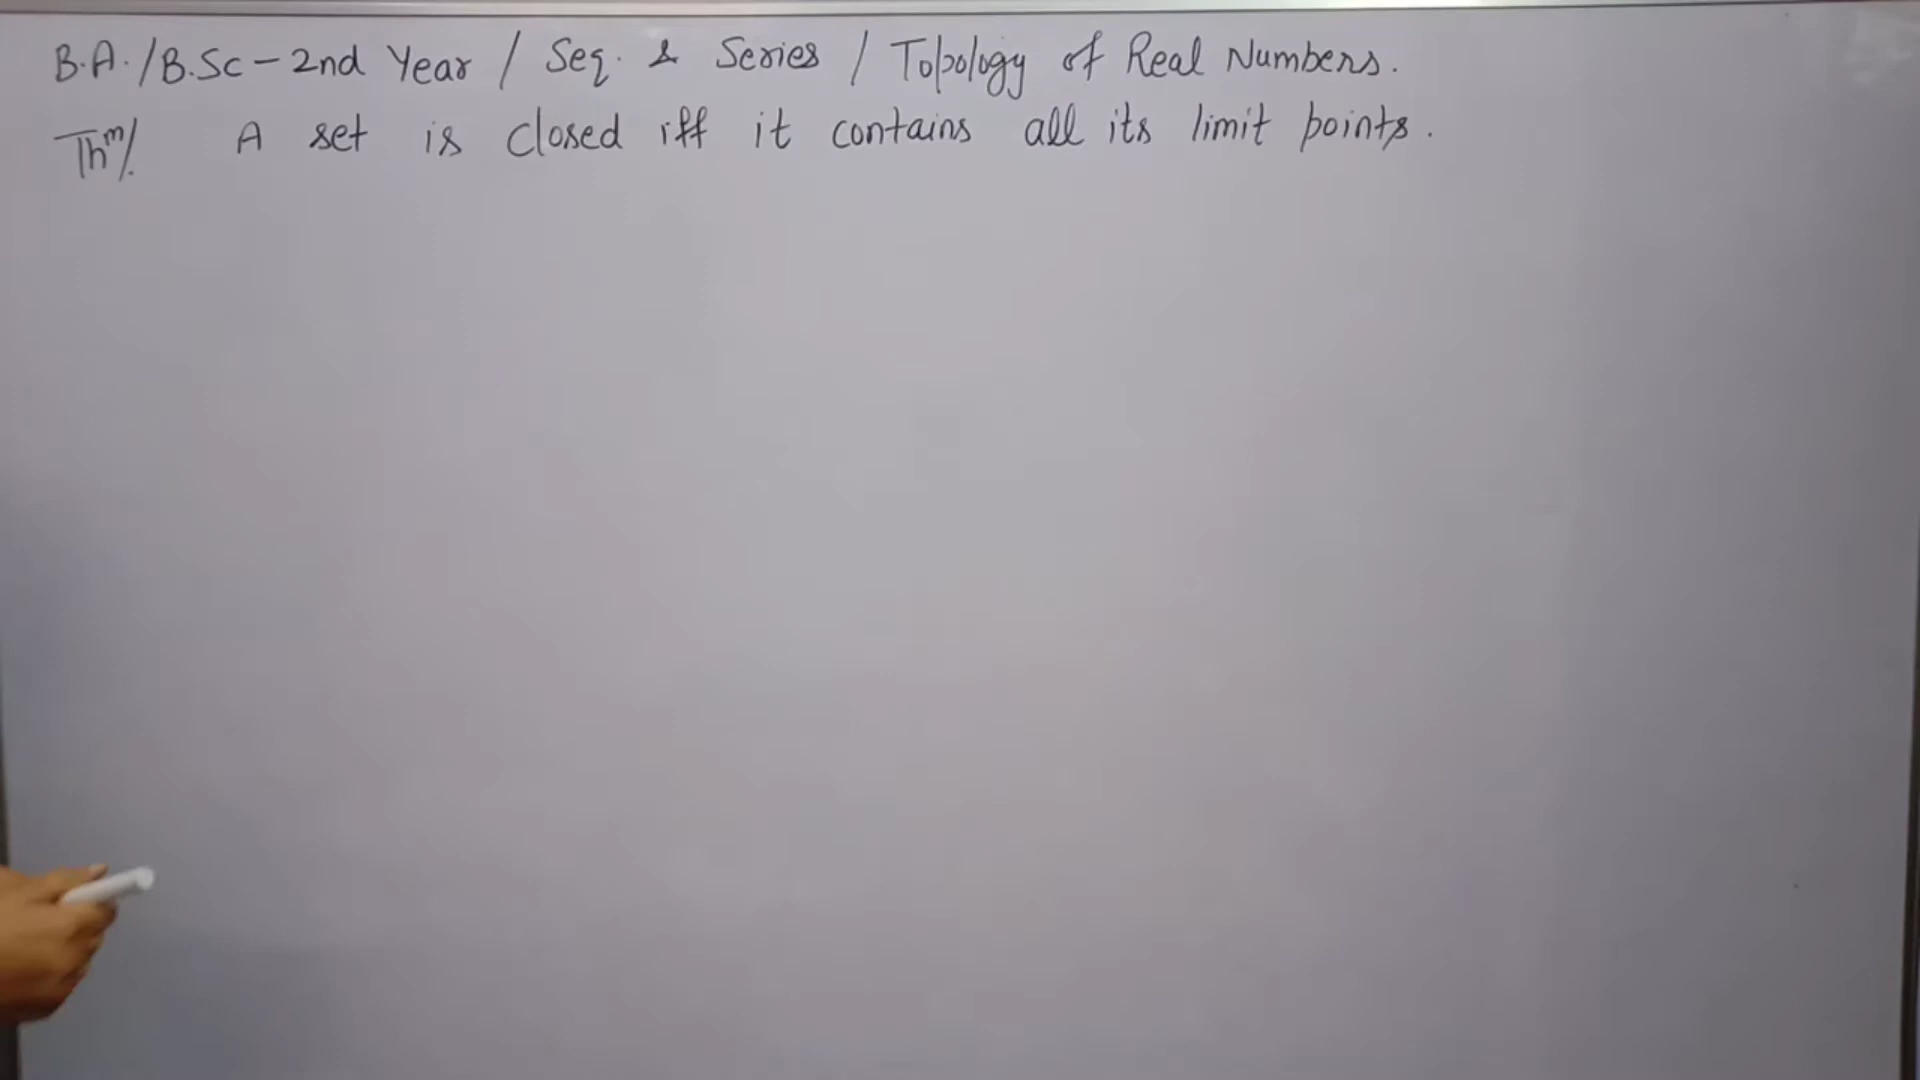 B.A./B.Sc - 2nd Year / Seq. & Series / Topology of Real Numbers.
Thm/. A set is closed iff it contains all its limit points.